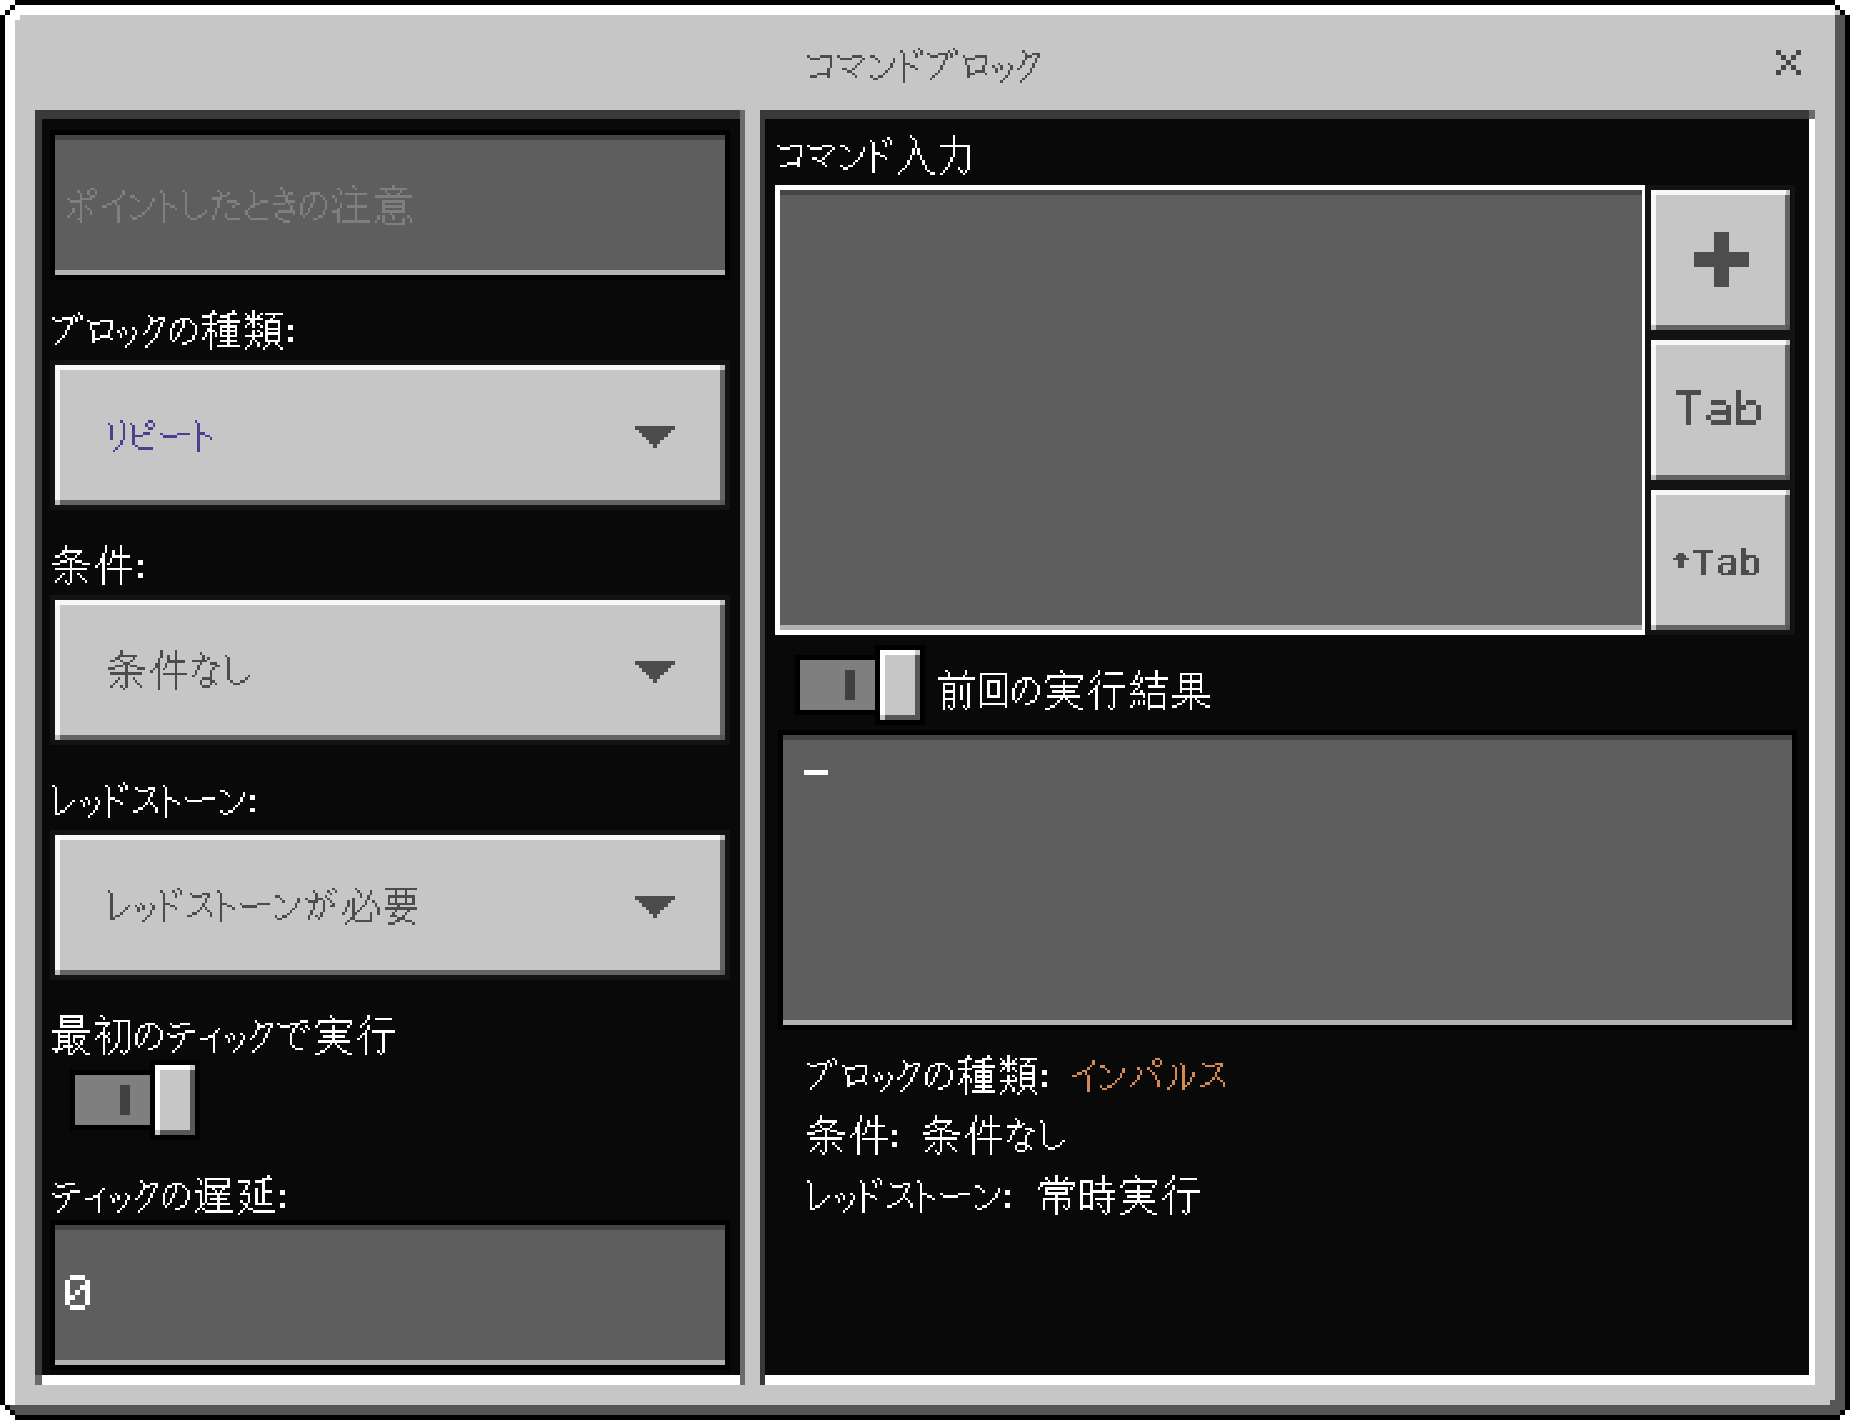 コマンドブロック
ポイントしたときの注意
ブロックの種類:
リピート
条件:
条件なし
レッドストーン:
レッドストーンが必要
最初のティックで実行
ティックの遅延:
0
コマンド入力
+
Tab
↑Tab
前回の実行結果
–
ブロックの種類: インパルス
条件: 条件なし
レッドストーン: 常時実行